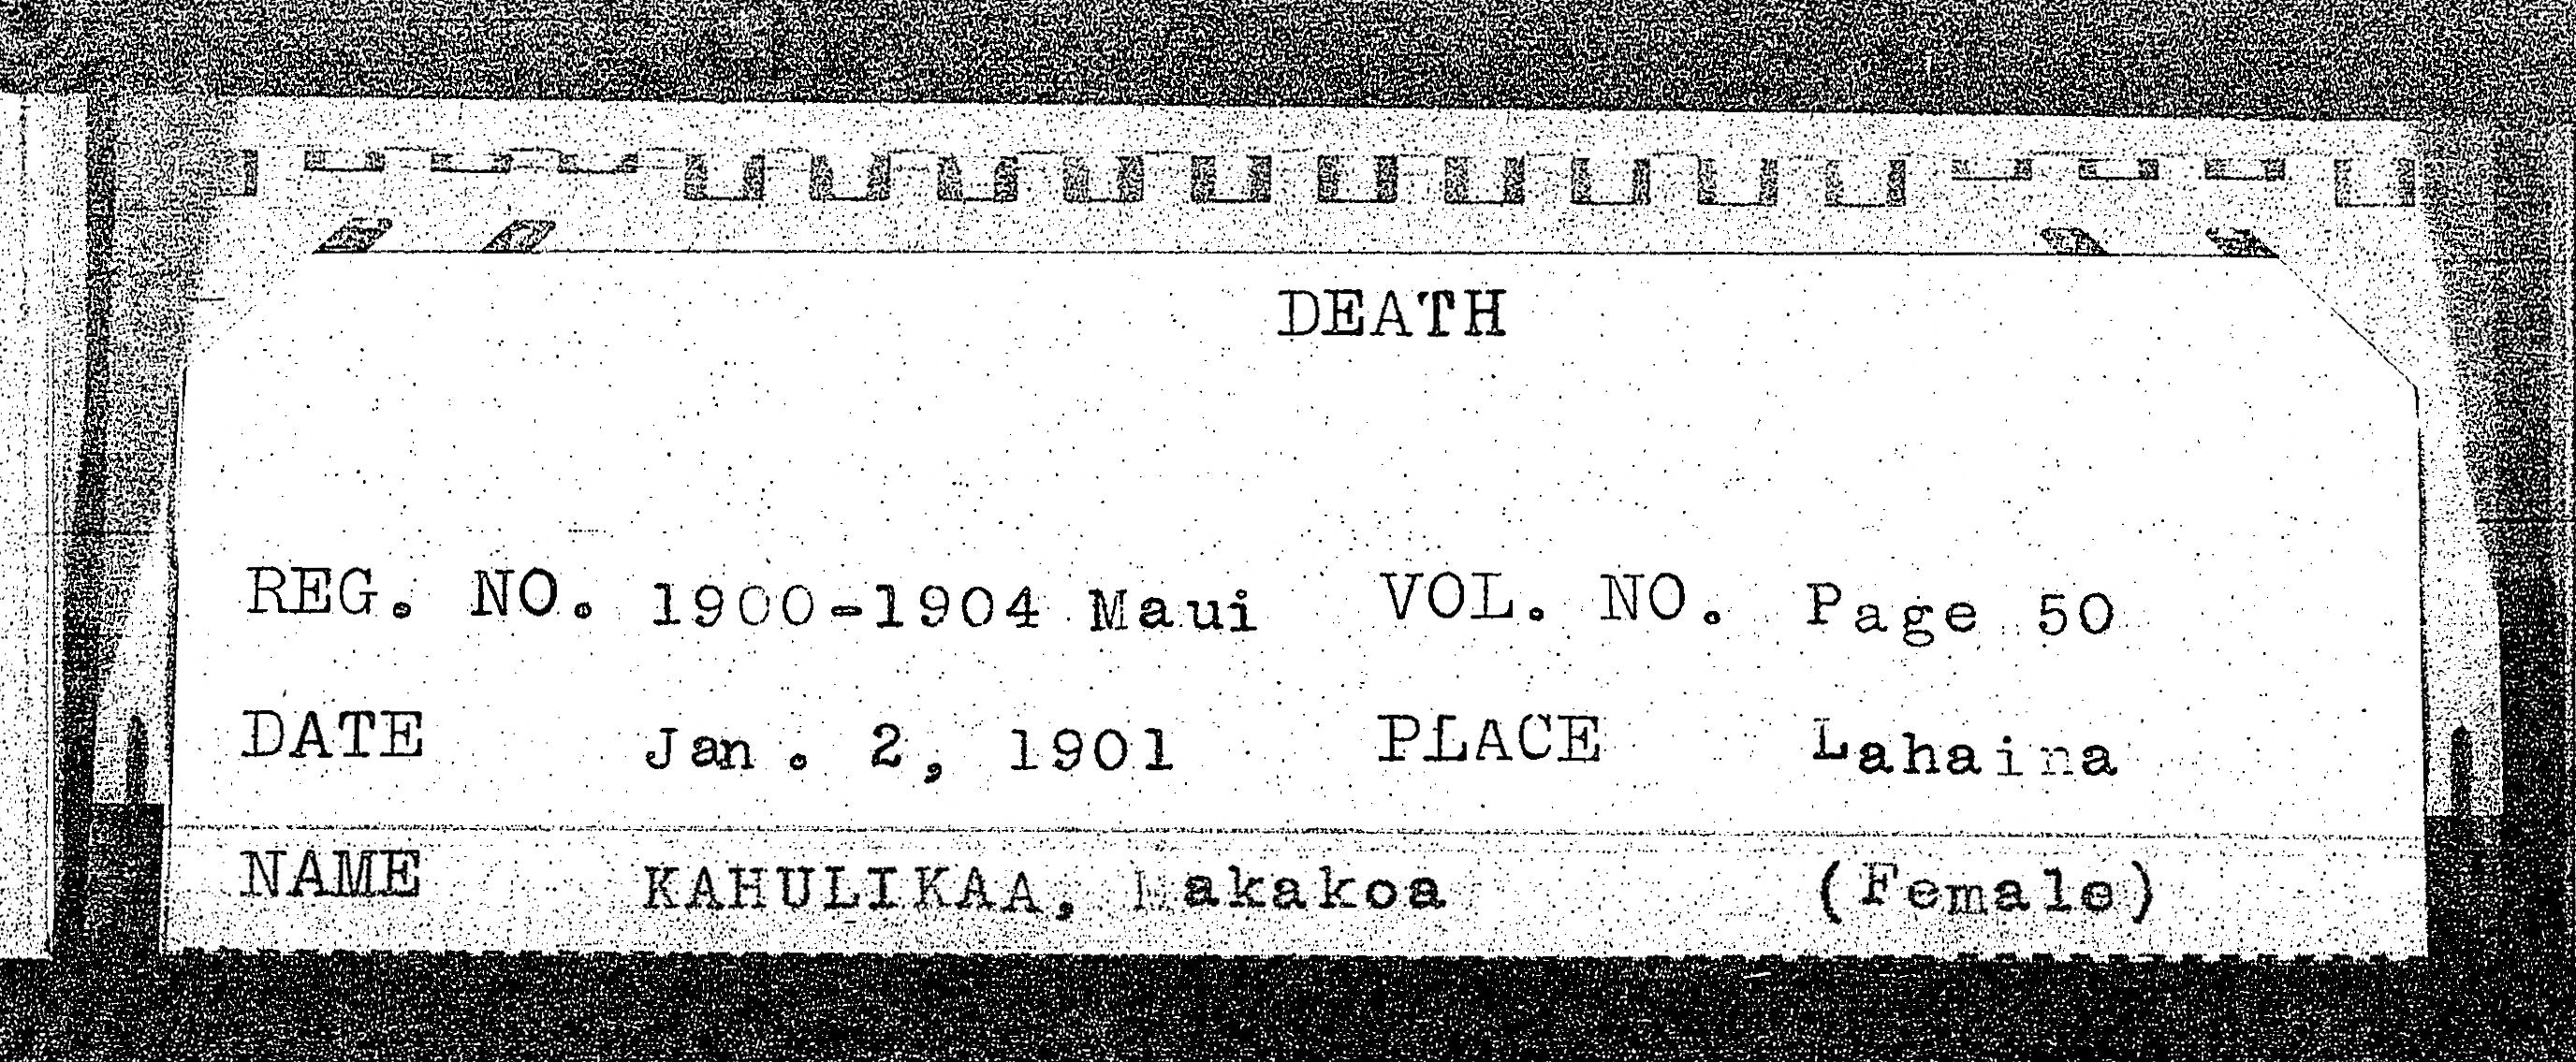 DEATH
REG. NO. 1900-1904 Maui VOL. NO. Page 50
DATE Jan. 2, 1901 PLACE Lahaina
NAME KAHULIKAA, (Female)